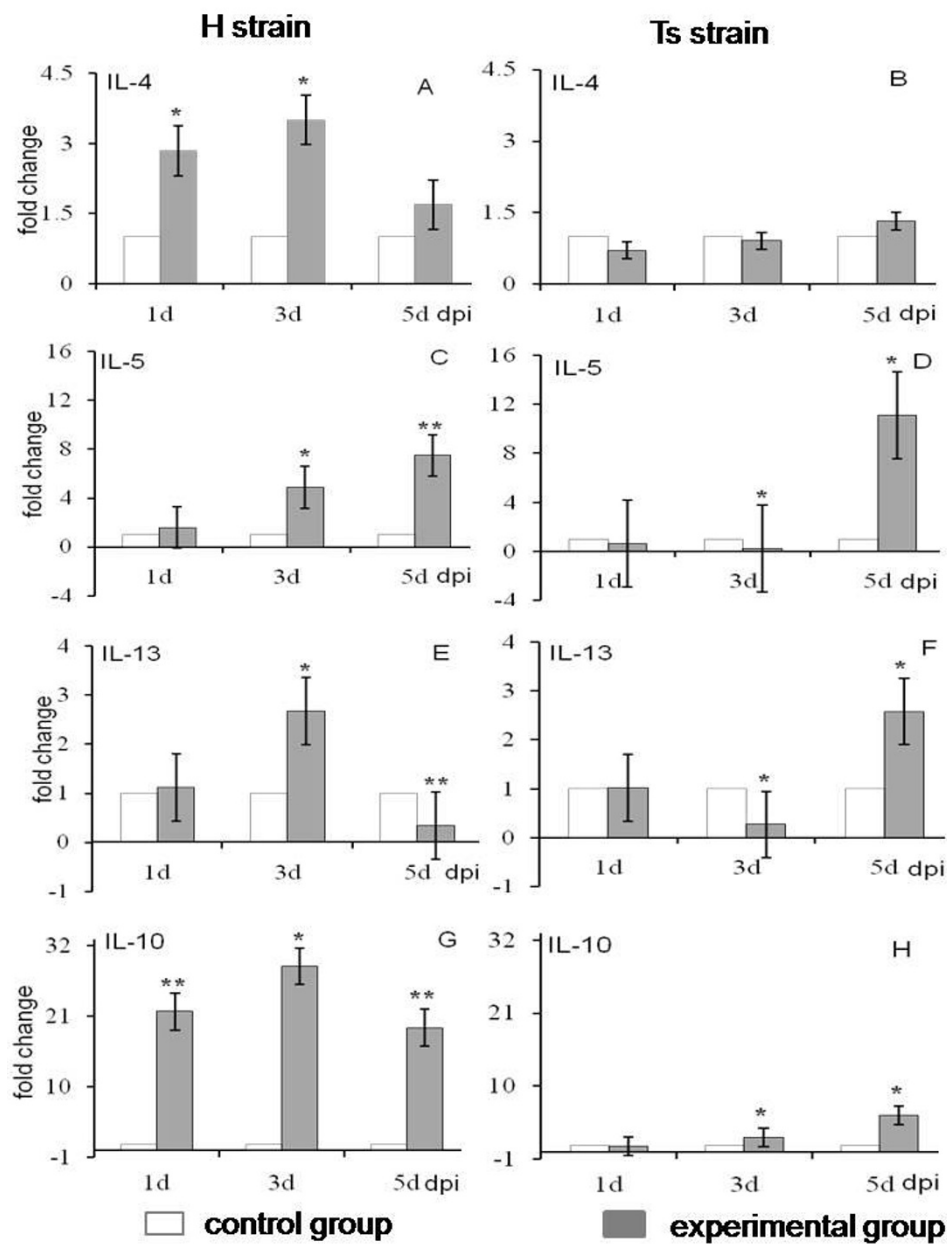 H strain
Ts strain
IL-4 A
fold change
4.5
3
1.5
0
* *
1d 3d 5d dpi
IL-4 B
4.5
3
1.5
0
1d 3d 5d dpi
IL-5 C
fold change
16
12
8
4
0
-4
* **
1d 3d 5d dpi
IL-5 D
16
12
8
4
0
-4
* *
1d 3d 5d dpi
IL-13 E
fold change
4
3
2
1
0
-1
* **
1d 3d 5d dpi
IL-13 F
4
3
2
1
0
-1
* *
1d 3d 5d dpi
IL-10 G
fold change
32
21
10
-1
** * **
1d 3d 5d dpi
IL-10 H
32
21
10
-1
* *
1d 3d 5d dpi
control group
experimental group